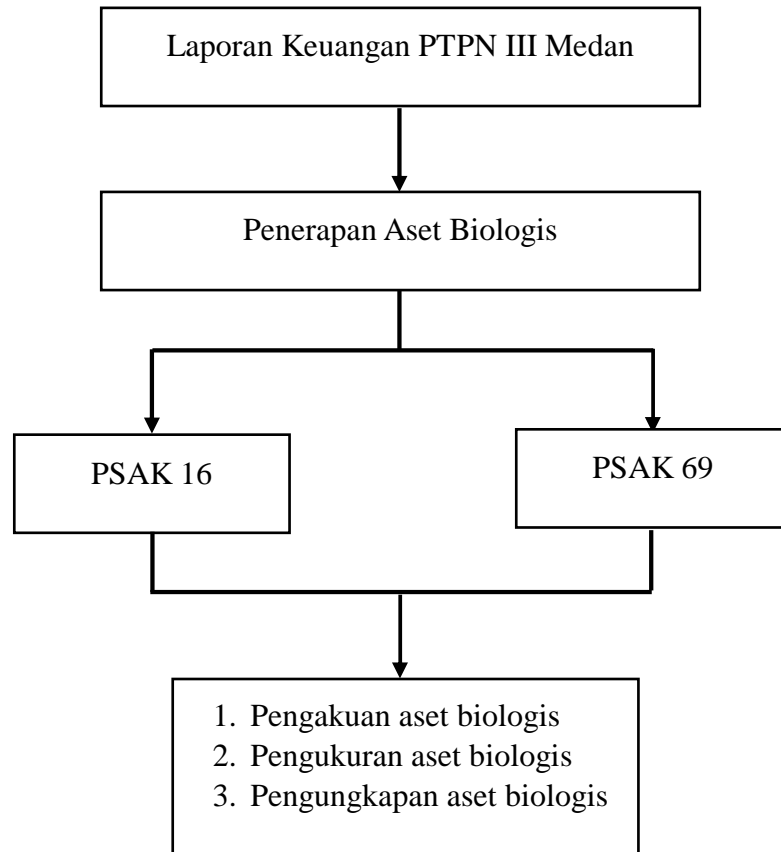 Laporan Keuangan PTPN III Medan
Penerapan Aset Biologis
PSAK 16
PSAK 69
1. Pengakuan aset biologis
2. Pengukuran aset biologis
3. Pengungkapan aset biologis